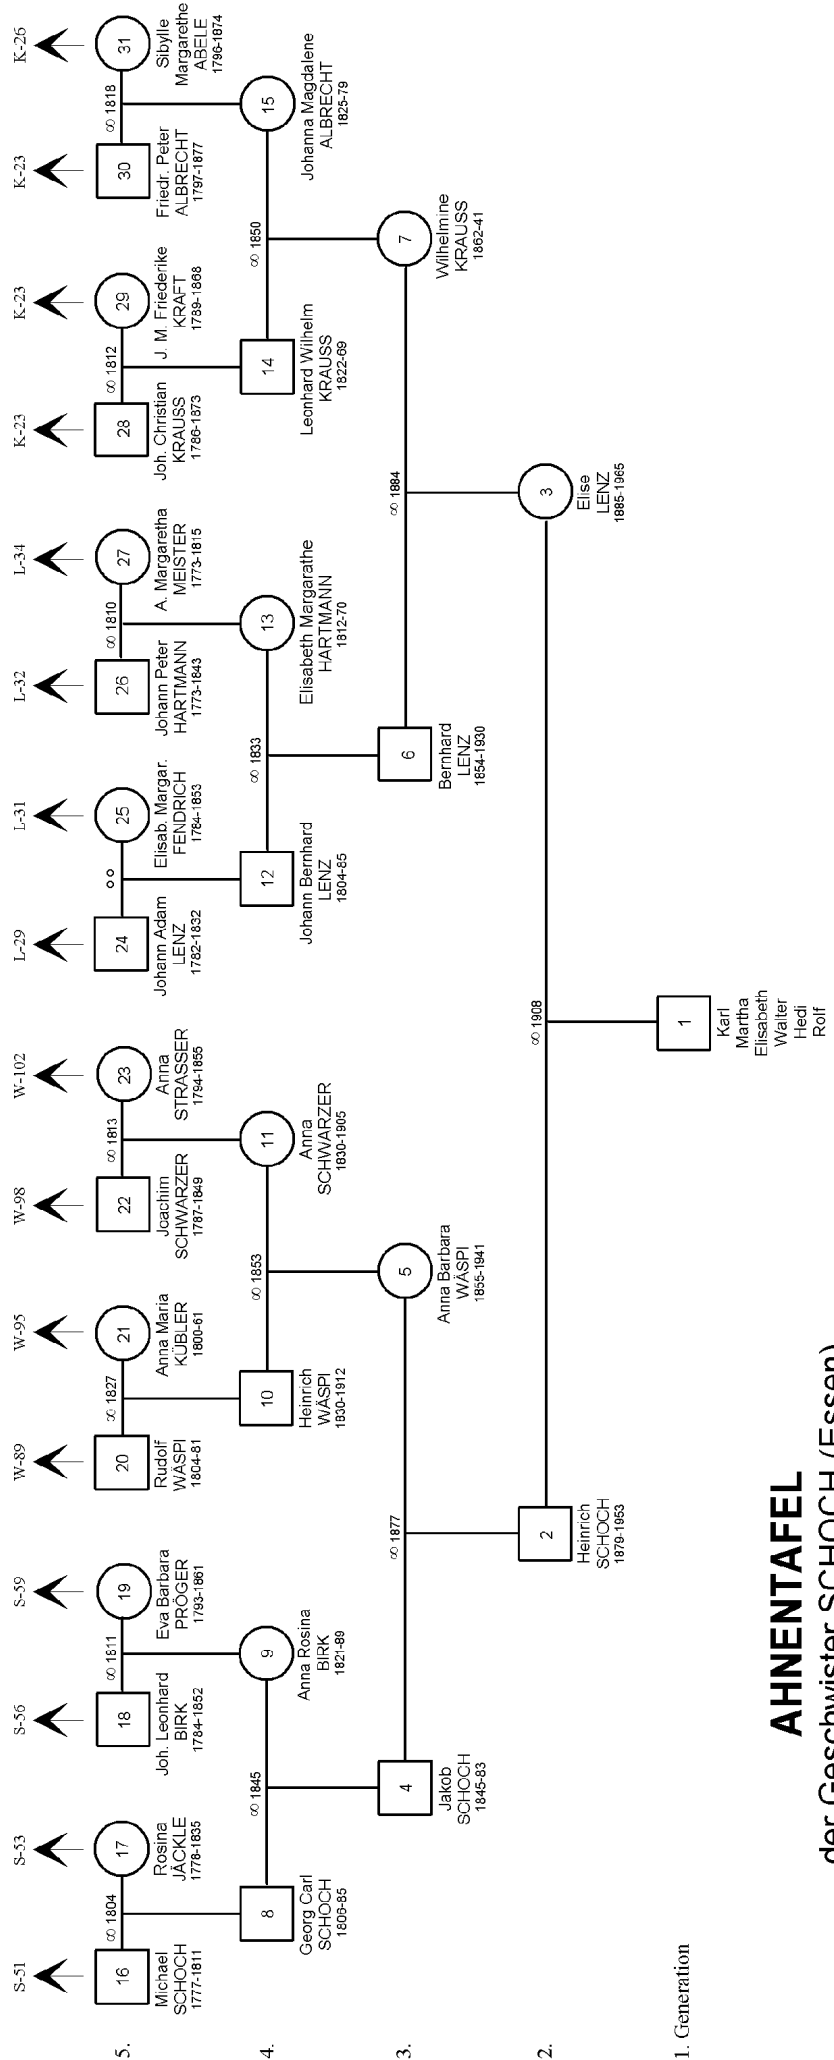 S-51
S-53
S-56
S-59
W-89
W-95
W-98
W-102
L-29
L-31
L-32
L-34
K-23
K-23
K-23
K-26
5.
16
∞ 1804
17
18
∞ 1811
19
20
∞ 1827
21
22
∞ 1813
23
24
o o
25
26
∞ 1810
27
28
∞ 1812
29
30
∞ 1818
31
Michael
SCHOCH
1777-1811
Rosina
JÄCKLE
1778-1835
Joh. Leonhard
BIRK
1784-1852
Eva Barbara
PRÖGER
1793-1861
Rudolf
WÄSPI
1804-81
Anna Maria
KÜBLER
1800-61
Joachim
SCHWARZER
1787-1849
Anna
STRASSER
1794-1855
Johann Adam
LENZ
1782-1832
Elisab. Margar.
FENDRICH
1784-1853
Johann Peter
HARTMANN
1773-1843
A. Margaretha
MEISTER
1773-1815
Joh. Christian
KRAUSS
1786-1873
J. M. Friederike
KRAFT
1789-1868
Friedr. Peter
ALBRECHT
1797-1877
Sibylle
Margarethe
ABELE
1796-1874
4.
8
∞ 1845
9
10
∞ 1853
11
12
∞ 1833
13
14
∞ 1850
15
Georg Carl
SCHOCH
1806-85
Anna Rosina
BIRK
1821-89
Heinrich
WÄSPI
1830-1912
Anna
SCHWARZER
1830-1905
Johann Bernhard
LENZ
1804-85
Elisabeth Margarathe
HARTMANN
1812-70
Leonhard Wilhelm
KRAUSS
1822-69
Johanna Magdalene
ALBRECHT
1825-79
3.
4
∞ 1877
5
6
∞ 1884
7
Jakob
SCHOCH
1845-83
Anna Barbara
WÄSPI
1855-1941
Bernhard
LENZ
1854-1930
Wilhelmine
KRAUSS
1862-41
2.
2
∞ 1908
3
Heinrich
SCHOCH
1879-1953
Elise
LENZ
1885-1965
1. Generation
1
Karl
Martha
Elisabeth
Walter
Hedi
Rolf
AHNENTAFEL
der Geschwister SCHOCH (Essen)